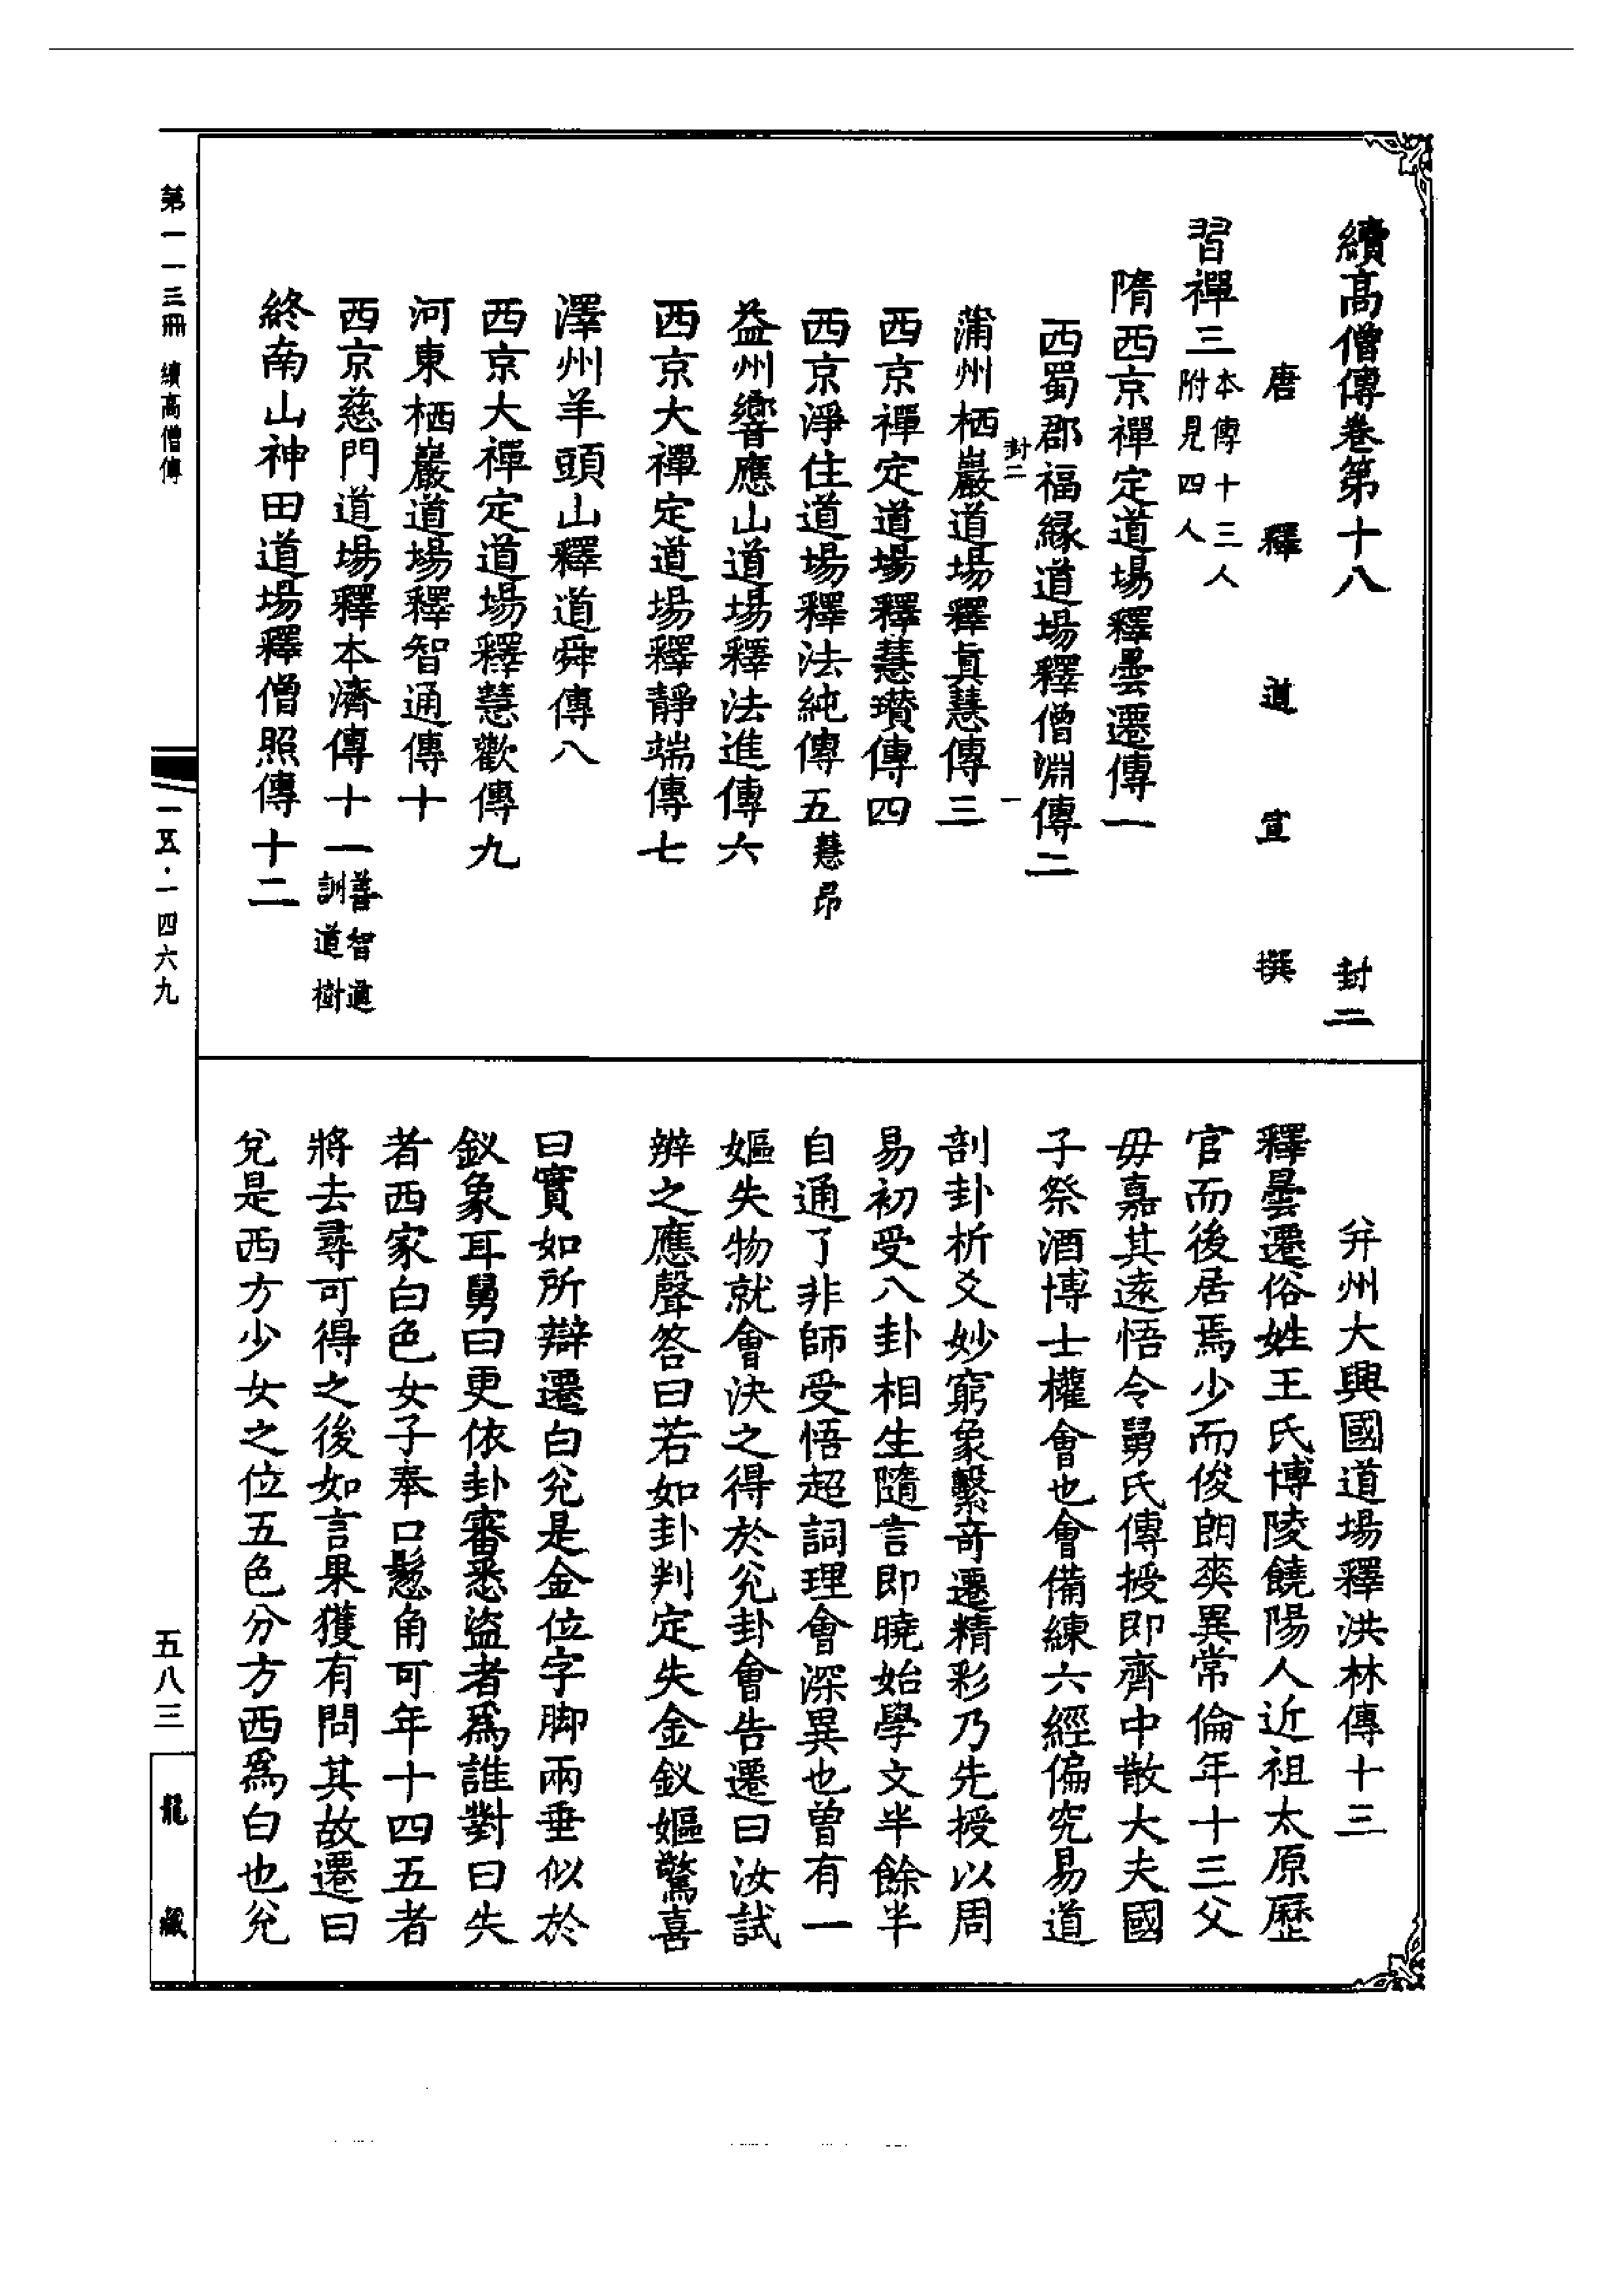 續高僧傳卷第十八　封二
唐釋道宣撰
習禪三本傳十三人附見四人
隋西京禪定道場釋曇遷傳一
西蜀郡福緣道場釋僧淵傳二
封二　一
蒲州栖巖道場釋真慧傳三
西京禪定道場釋慧瓚傳四
西京淨住道場釋法純傳五慧昂
益州響應山道場釋法進傳六
西京大禪定道場釋靜端傳七
澤州羊頭山釋道舜傳八
西京大禪定道場釋慧歡傳九
河東栖巖道場釋智通傳十
西京慈門道場釋本濟傳十一善智道訓道樹
終南山神田道場釋僧照傳十二
并州大興國道場釋洪林傳十三
釋曇遷俗姓王氏博陵饒陽人近祖太原歷
官而後居焉少而俊朗爽異常倫年十三父
毋嘉其遠悟令舅氏傳授即齊中散大夫國
子祭酒博士權會也會備練六經偏究易道
剖卦析爻妙窮象繫奇遷精彩乃先授以周
易初受八卦相生隨言即曉始學文半餘半
自通了非師受悟超詞理會深異也曾有一
嫗失物就會決之得於兊卦會告遷曰汝試
辨之應聲答曰若如卦判定失金釵嫗驚喜
曰實如所辯遷白兊是金位字脚兩垂似於
釵象耳舅曰更依卦審悉盜者爲誰對曰失
者西家白色女子奉口鬆角可年十四五者
將去尋可得之後如言果獲有問其故遷曰
兊是西方少女之位五色分方西爲白也兊
第一一三冊　續高僧傳
一五·一四六九
五八三
龍藏